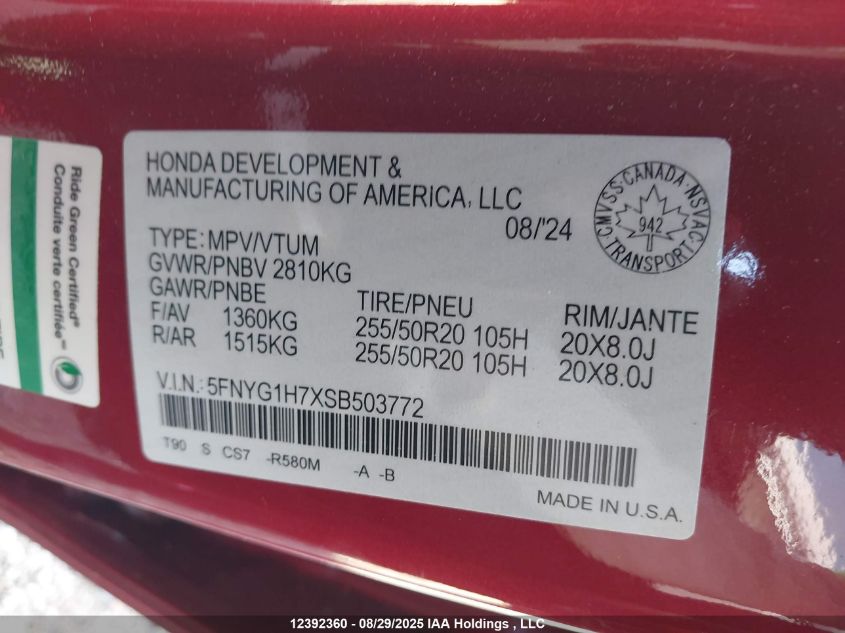 Ride Green Certified®
Conduite verte certifiée™
HONDA DEVELOPMENT &
MANUFACTURING OF AMERICA, LLC
08/'24
CMVSS·CANADA·NSVAC
942
TRANSPORT
TYPE: MPV/VTUM
GVWR/PNBV 2810KG
GAWR/PNBE TIRE/PNEU RIM/JANTE
F/AV 1360KG 255/50R20 105H 20X8.0J
R/AR 1515KG 255/50R20 105H 20X8.0J
V.I.N.: 5FNYG1H7XSB503772
T90 S CS7 -R580M -A -B
MADE IN U.S.A.
12392360 - 08/29/2025 IAA Holdings , LLC